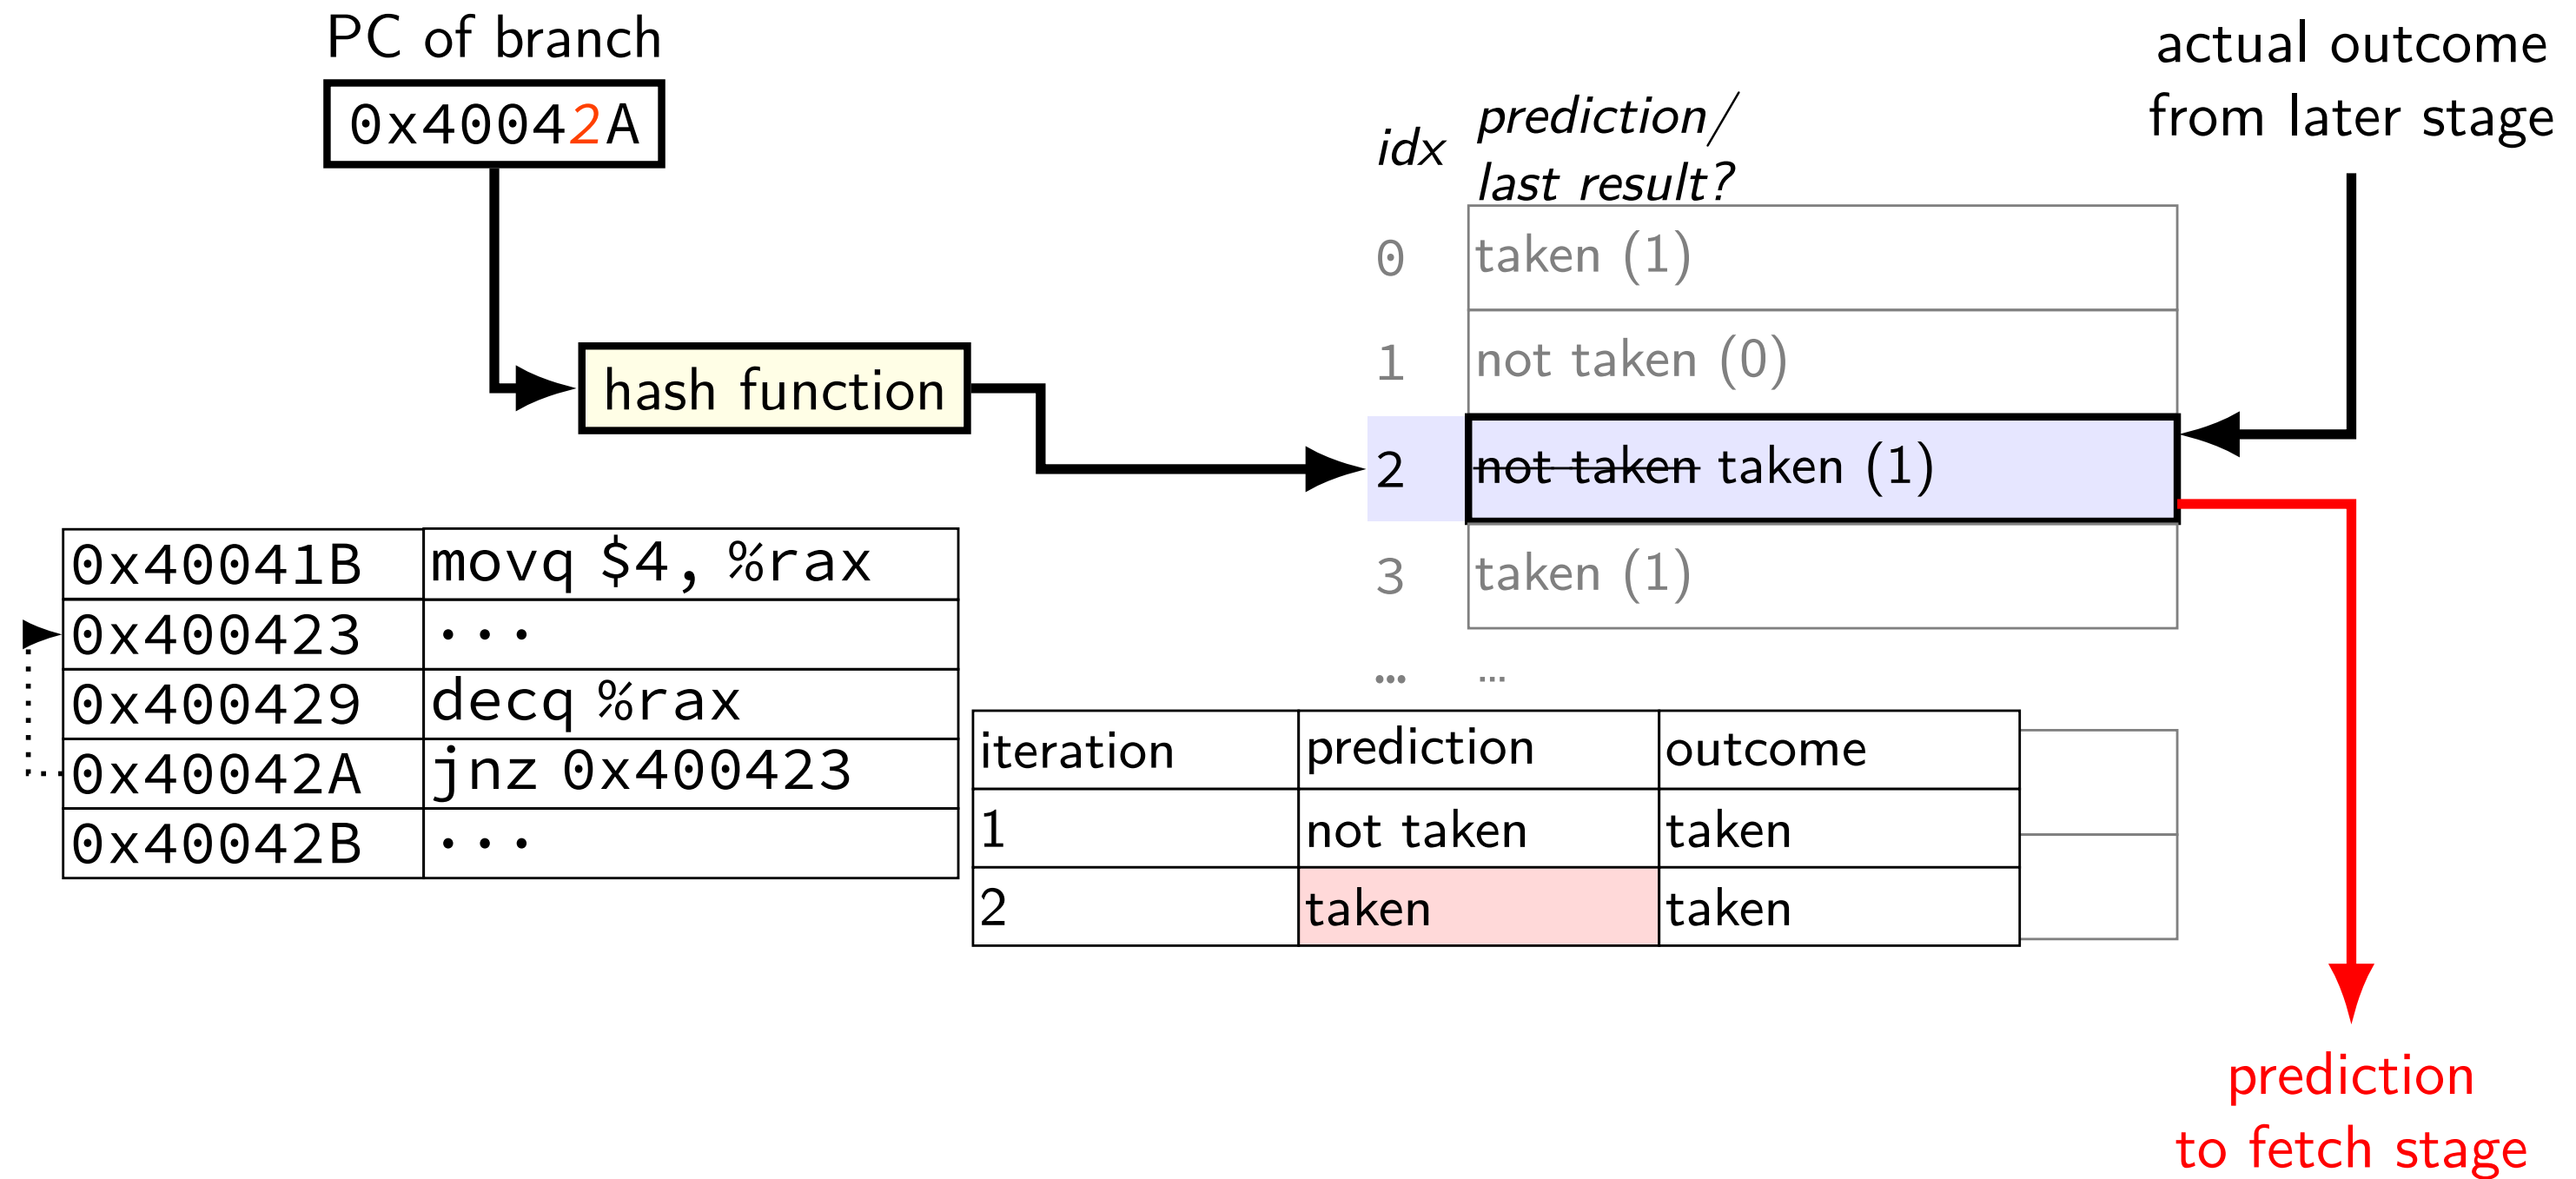 PC of branch
0x40042A
hash function
actual outcome
from later stage
idx prediction/
last result?
0 taken (1)
1 not taken (0)
2 not taken taken (1)
3 taken (1)
... ...
0x40041B movq $4, %rax
0x400423 ...
0x400429 decq %rax
0x40042A jnz 0x400423
0x40042B ...
iteration prediction outcome
1 not taken taken
2 taken taken
prediction
to fetch stage